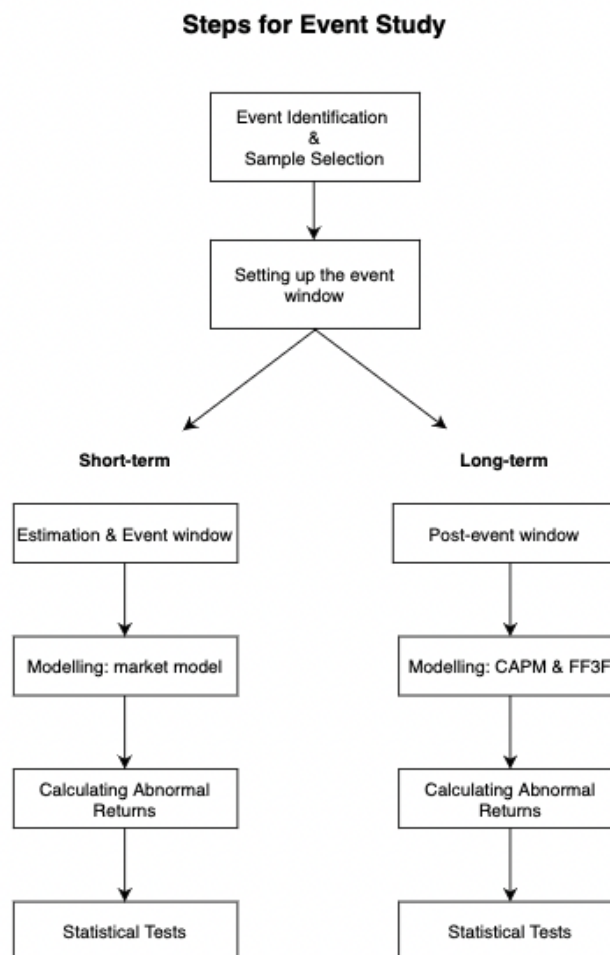 Steps for Event Study
Event Identification
&
Sample Selection
Setting up the event
window
Short-term
Long-term
Estimation & Event window
Post-event window
Modelling: market model
Modelling: CAPM & FF3F
Calculating Abnormal
Returns
Calculating Abnormal
Returns
Statistical Tests
Statistical Tests